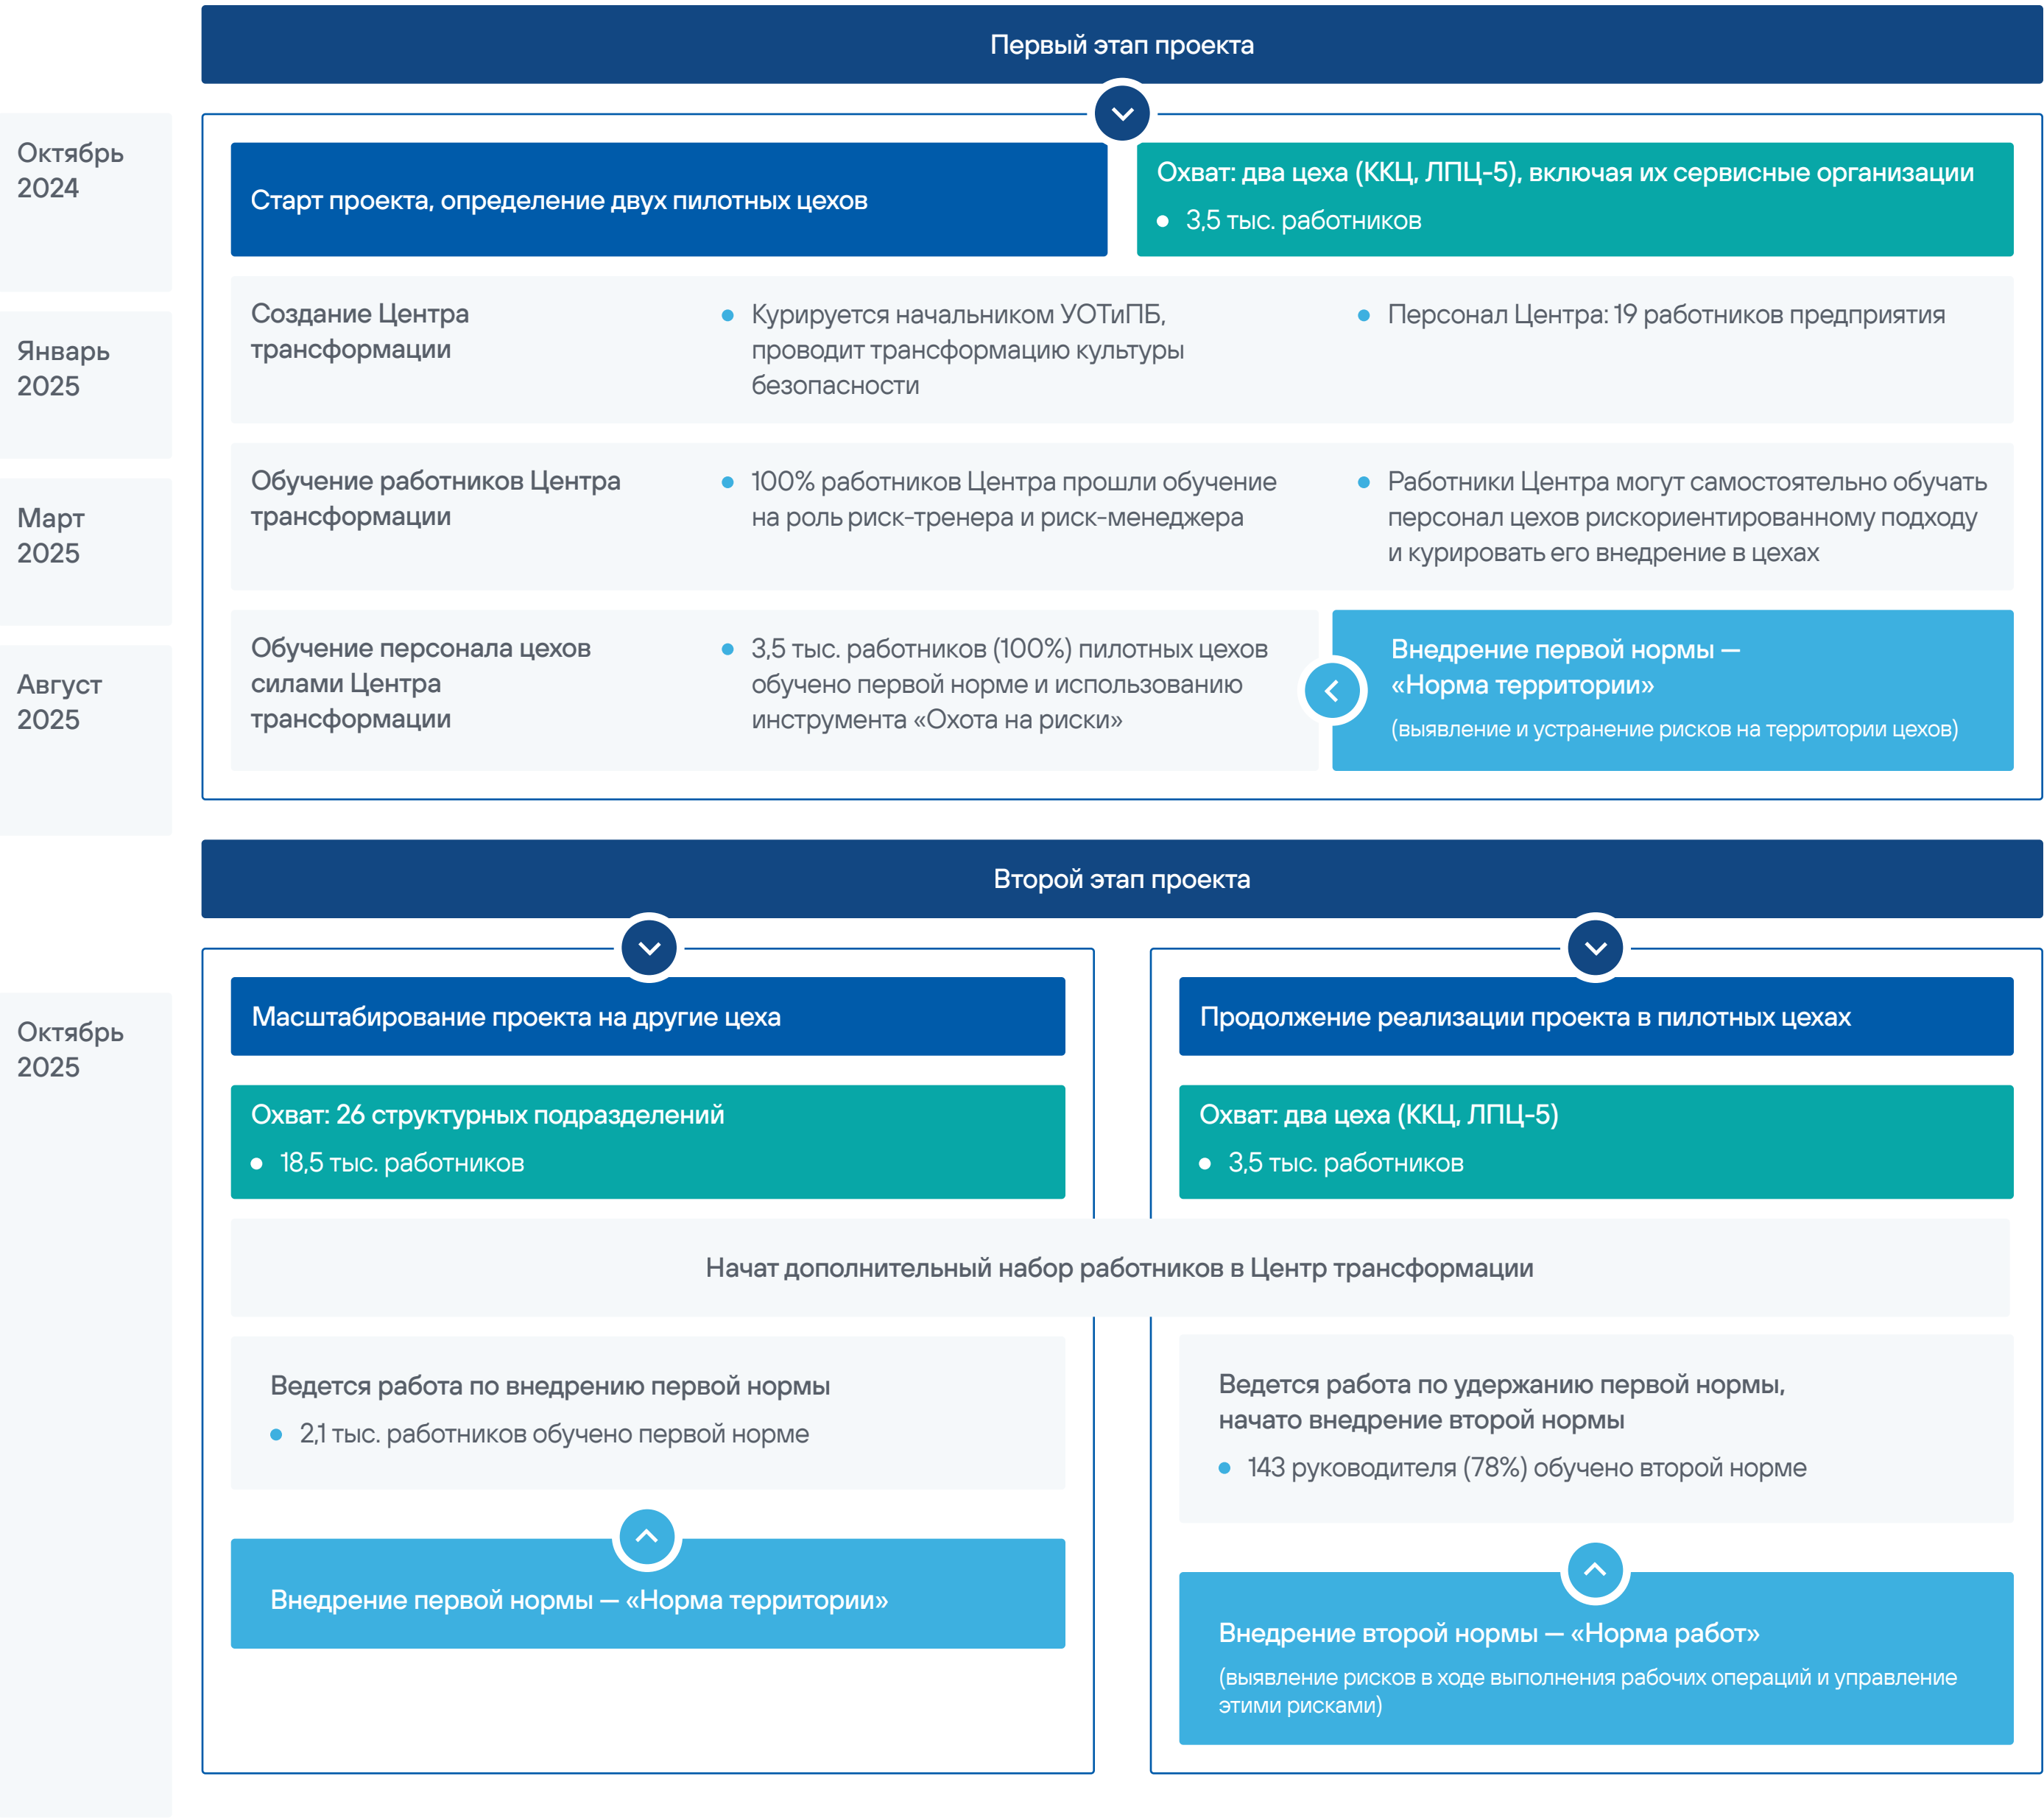 Первый этап проекта
Октябрь
2024
Старт проекта, определение двух пилотных цехов
Охват: два цеха (ККЦ, ЛПЦ-5), включая их сервисные организации
3,5 тыс. работников
Январь
2025
Создание Центра
трансформации
Курируется начальником УОТиПБ,
проводит трансформацию культуры
безопасности
Персонал Центра: 19 работников предприятия
Март
2025
Обучение работников Центра
трансформации
100% работников Центра прошли обучение
на роль риск-тренера и риск-менеджера
Работники Центра могут самостоятельно обучать
персонал цехов рискориентированному подходу
и курировать его внедрение в цехах
Август
2025
Обучение персонала цехов
силами Центра
трансформации
3,5 тыс. работников (100%) пилотных цехов
обучено первой норме и использованию
инструмента «Охота на риски»
Внедрение первой нормы —
«Норма территории»
(выявление и устранение рисков на территории цехов)
Второй этап проекта
Октябрь
2025
Масштабирование проекта на другие цеха
Охват: 26 структурных подразделений
18,5 тыс. работников
Продолжение реализации проекта в пилотных цехах
Охват: два цеха (ККЦ, ЛПЦ-5)
3,5 тыс. работников
Начат дополнительный набор работников в Центр трансформации
Ведется работа по внедрению первой нормы
2,1 тыс. работников обучено первой норме
Внедрение первой нормы — «Норма территории»
Ведется работа по удержанию первой нормы,
начато внедрение второй нормы
143 руководителя (78%) обучено второй норме
Внедрение второй нормы — «Норма работ»
(выявление рисков в ходе выполнения рабочих операций и управление
этими рисками)